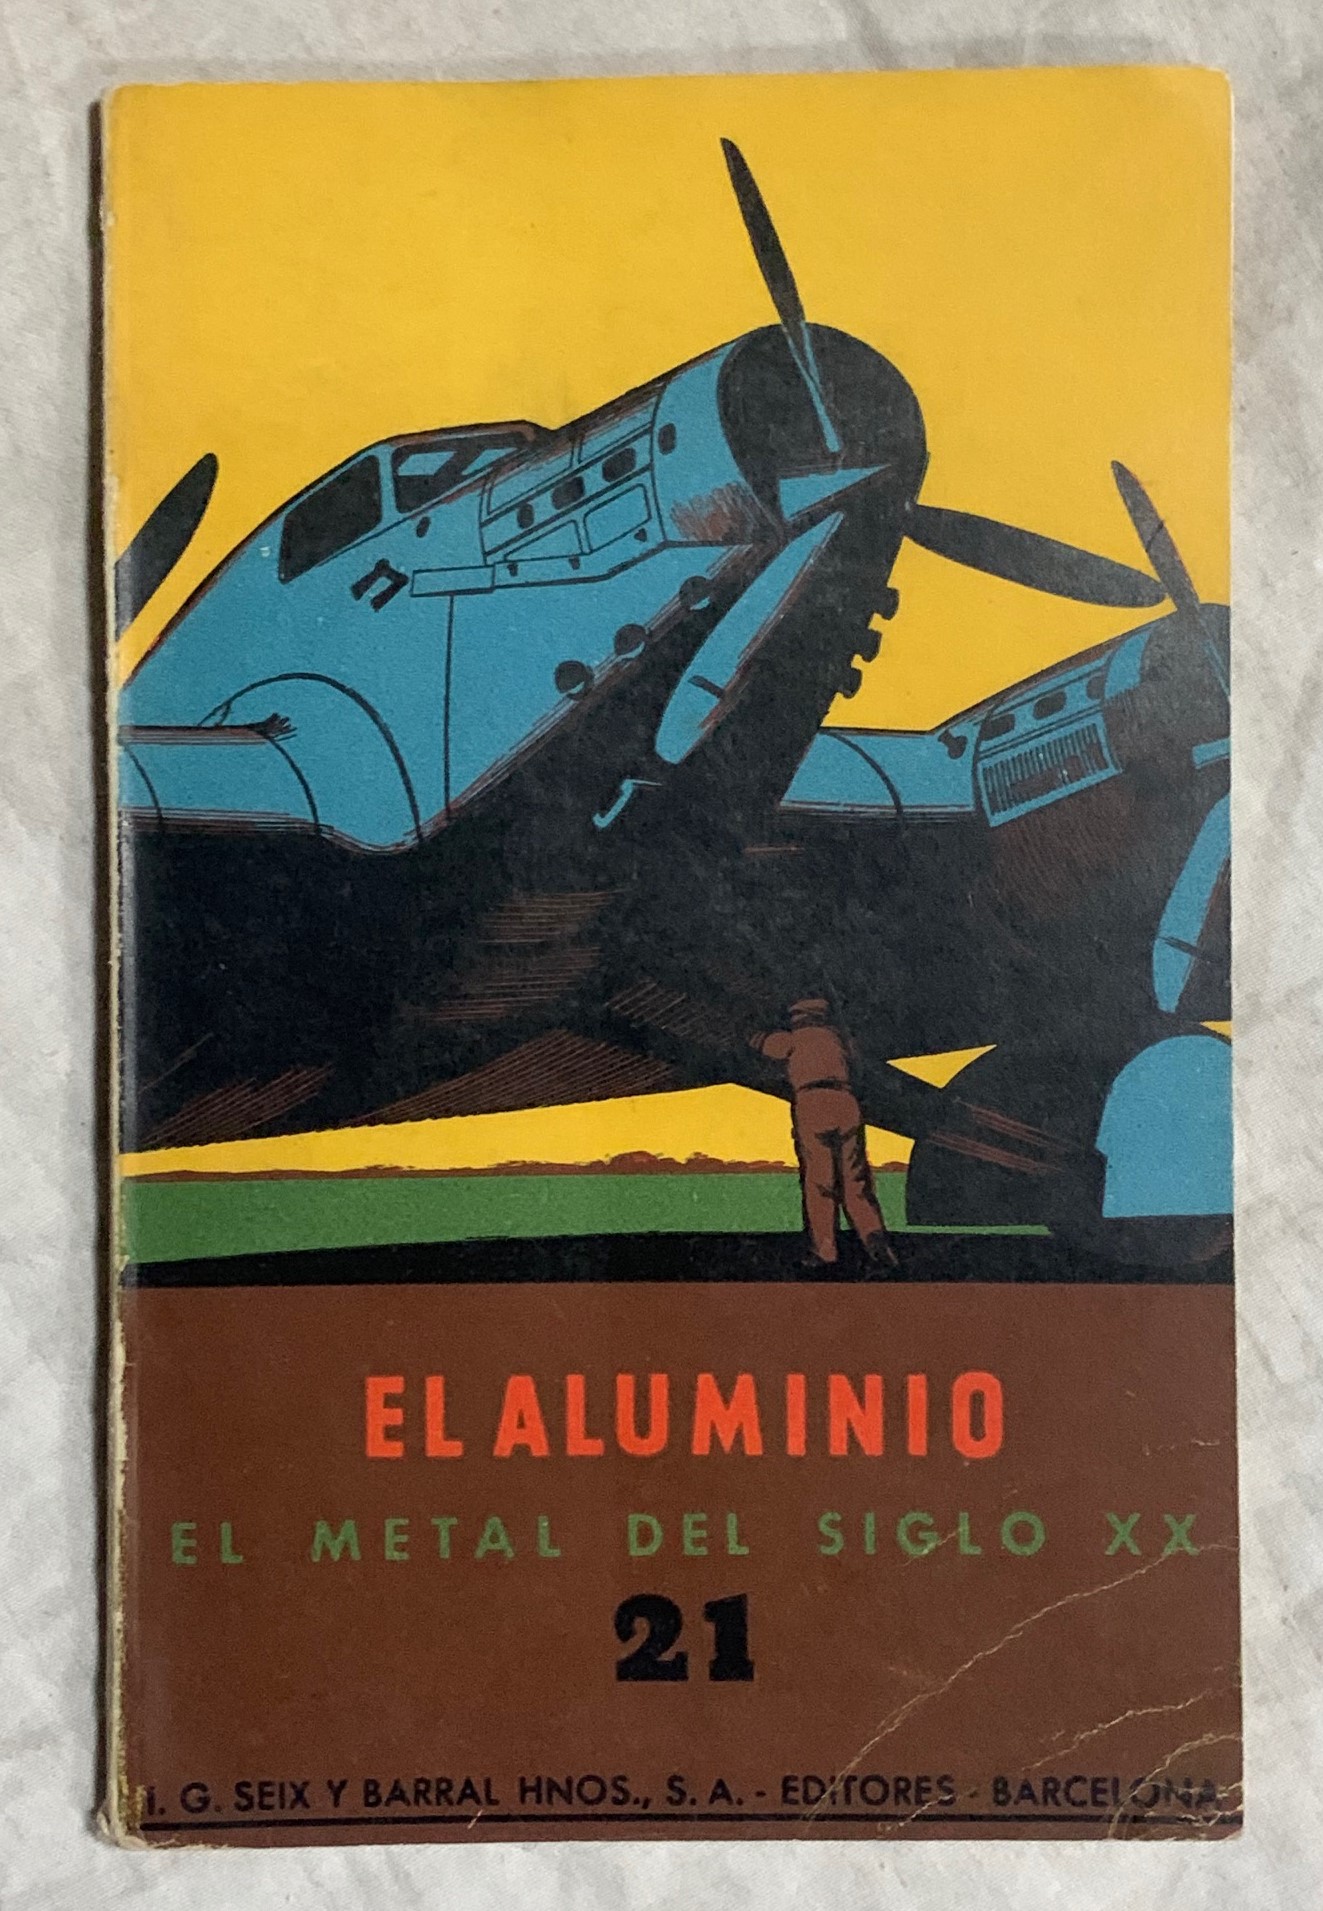 EL ALUMINIO
EL METAL DEL SIGLO XX
21
I. G. SEIX Y BARRAL HNOS., S. A. - EDITORES - BARCELONA